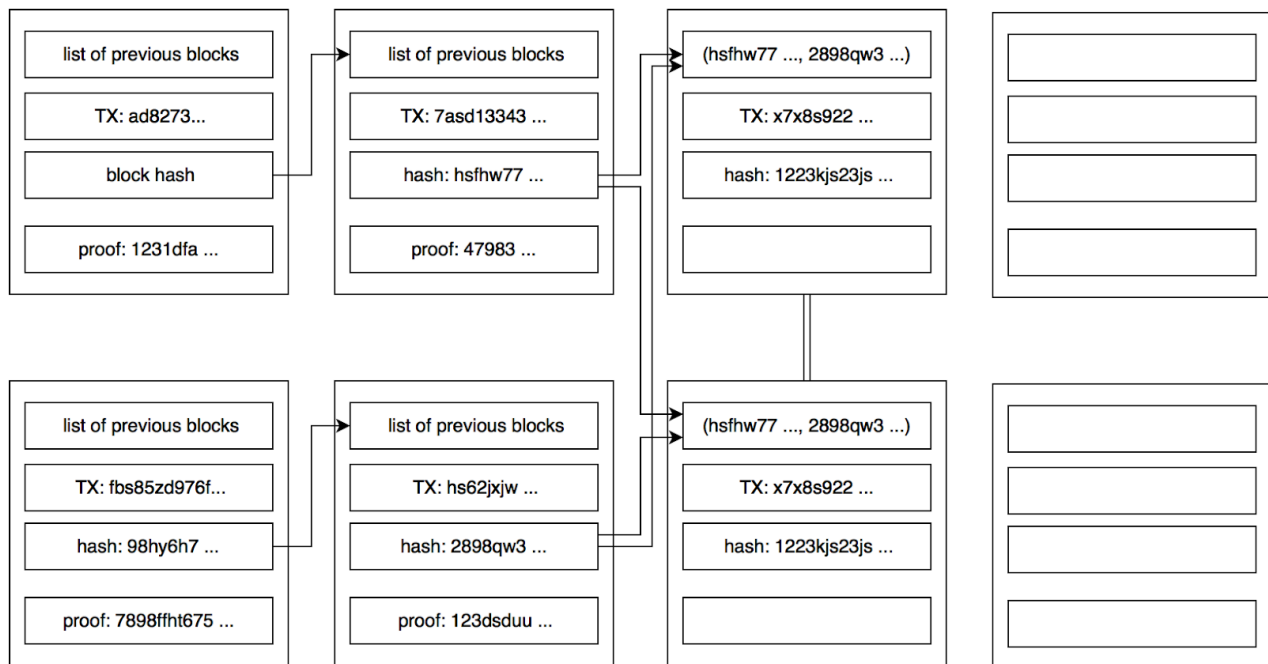 list of previous blocks
TX: ad8273...
block hash
proof: 1231dfa ...
list of previous blocks
TX: 7asd13343 ...
hash: hsfhw77 ...
proof: 47983 ...
(hsfhw77 ..., 2898qw3 ...)
TX: x7x8s922 ...
hash: 1223kjs23js ...
list of previous blocks
TX: fbs85zd976f...
hash: 98hy6h7 ...
proof: 7898ffht675 ...
list of previous blocks
TX: hs62jxjw ...
hash: 2898qw3 ...
proof: 123dsduu ...
(hsfhw77 ..., 2898qw3 ...)
TX: x7x8s922 ...
hash: 1223kjs23js ...